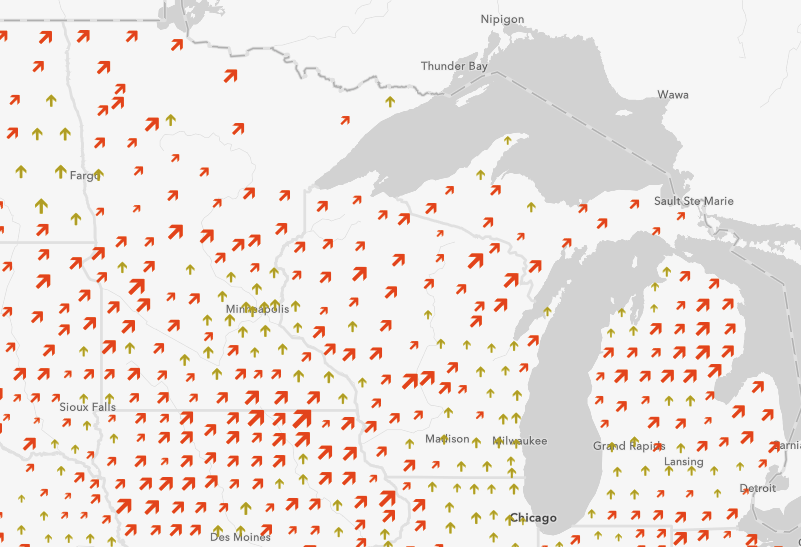 Nipigon
Thunder Bay
Wawa
Fargo
Sault Ste Marie
Minneapolis
Sioux Falls
Madison
Milwaukee
Grand Rapids
Lansing
Detroit
Chicago
Des Moines